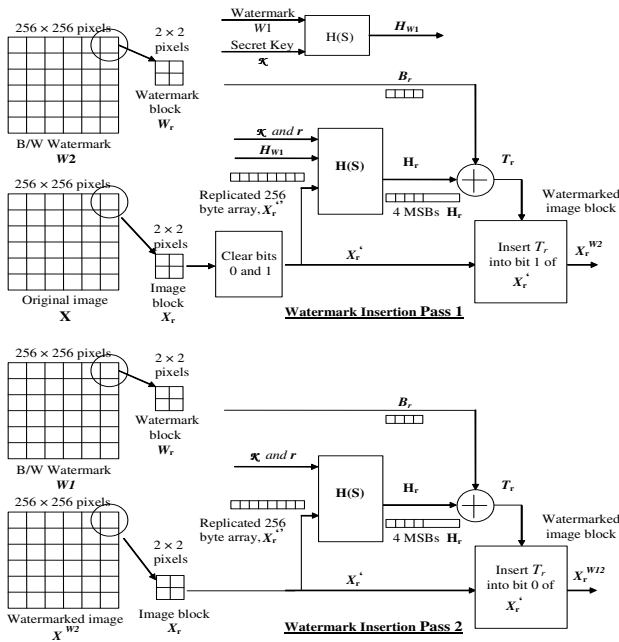 256 × 256 pixels
2 × 2
pixels
Watermark
W1
Secret Key
𝓚
H(S)
H_W1
Watermark
block
W_r
B/W Watermark
W2
B_r
𝓚 and r
H_W1
H(S)
H_r
T_r
Replicated 256
byte array, X_r‘’
4 MSBs H_r
Watermarked
image block
256 × 256 pixels
2 × 2
pixels
Clear bits
0 and 1
X_r‘
Insert T_r
into bit 1 of
X_r‘
X_r^W2
Original image
X
Image
block
X_r
Watermark Insertion Pass 1
256 × 256 pixels
2 × 2
pixels
Watermark
block
W_r
B/W Watermark
W1
B_r
𝓚 and r
H(S)
H_r
T_r
Replicated 256
byte array, X_r‘’
4 MSBs H_r
Watermarked
image block
256 × 256 pixels
2 × 2
pixels
X_r‘
Insert T_r
into bit 0 of
X_r‘
X_r^W12
Watermarked image
X^W2
Image block
X_r
Watermark Insertion Pass 2